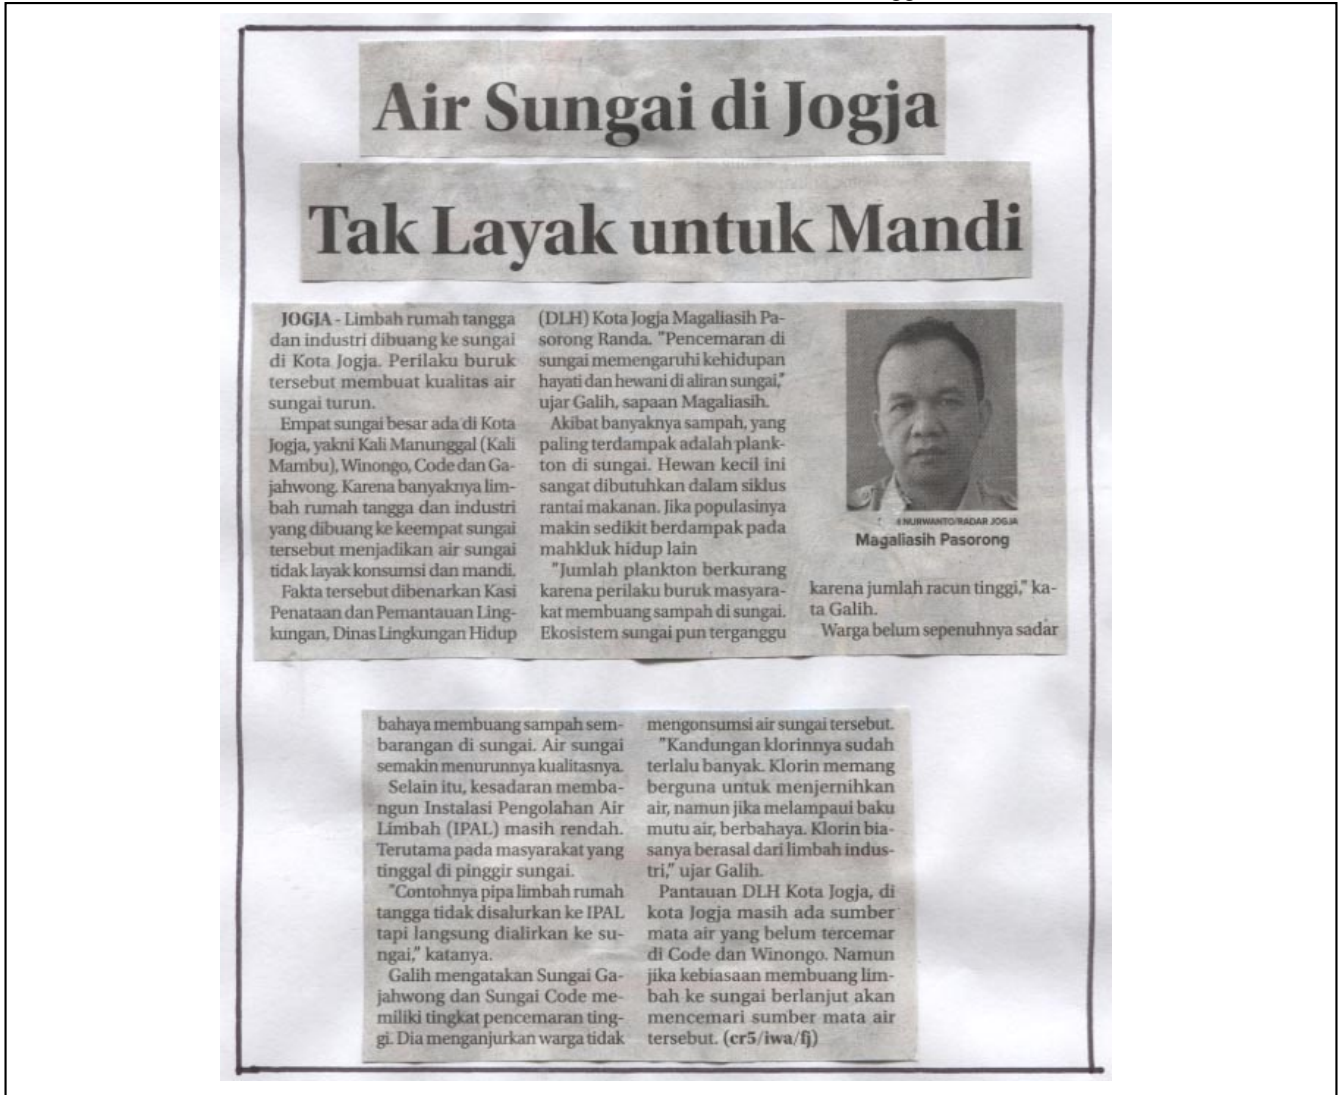 Air Sungai di Jogja
Tak Layak untuk Mandi
JOGJA - Limbah rumah tangga
dan industri dibuang ke sungai
di Kota Jogja. Perilaku buruk
tersebut membuat kualitas air
sungai turun.
Empat sungai besar ada di Kota
Jogja, yakni Kali Manunggal (Kali
Mambu), Winongo, Code dan Ga-
jahwong. Karena banyaknya lim-
bah rumah tangga dan industri
yang dibuang ke keempat sungai
tersebut menjadikan air sungai
tidak layak konsumsi dan mandi.
Fakta tersebut dibenarkan Kasi
Penataan dan Pemantauan Ling-
kungan, Dinas Lingkungan Hidup
(DLH) Kota Jogja Magaliasih Pa-
sorong Randa. "Pencemaran di
sungai memengaruhi kehidupan
hayati dan hewani di aliran sungai,"
ujar Galih, sapaan Magaliasih.
Akibat banyaknya sampah, yang
paling terdampak adalah plank-
ton di sungai. Hewan kecil ini
sangat dibutuhkan dalam siklus
rantai makanan. Jika populasinya
makin sedikit berdampak pada
mahkluk hidup lain
"Jumlah plankton berkurang
karena perilaku buruk masyara-
kat membuang sampah di sungai.
Ekosistem sungai pun terganggu
NURWANTO/RADAR JOGJA
Magaliasih Pasorong
karena jumlah racun tinggi," ka-
ta Galih.
Warga belum sepenuhnya sadar
bahaya membuang sampah sem-
barangan di sungai. Air sungai
semakin menurunnya kualitasnya.
Selain itu, kesadaran memba-
ngun Instalasi Pengolahan Air
Limbah (IPAL) masih rendah.
Terutama pada masyarakat yang
tinggal di pinggir sungai.
"Contohnya pipa limbah rumah
tangga tidak disalurkan ke IPAL
tapi langsung dialirkan ke su-
ngai," katanya.
Galih mengatakan Sungai Ga-
jahwong dan Sungai Code me-
miliki tingkat pencemaran ting-
gi. Dia menganjurkan warga tidak
mengonsumsi air sungai tersebut.
"Kandungan klorinnya sudah
terlalu banyak. Klorin memang
berguna untuk menjernihkan
air, namun jika melampaui baku
mutu air, berbahaya. Klorin bia-
sanya berasal dari limbah indus-
tri," ujar Galih.
Pantauan DLH Kota Jogja, di
kota Jogja masih ada sumber
mata air yang belum tercemar
di Code dan Winongo. Namun
jika kebiasaan membuang lim-
bah ke sungai berlanjut akan
mencemari sumber mata air
tersebut. (cr5/iwa/fj)